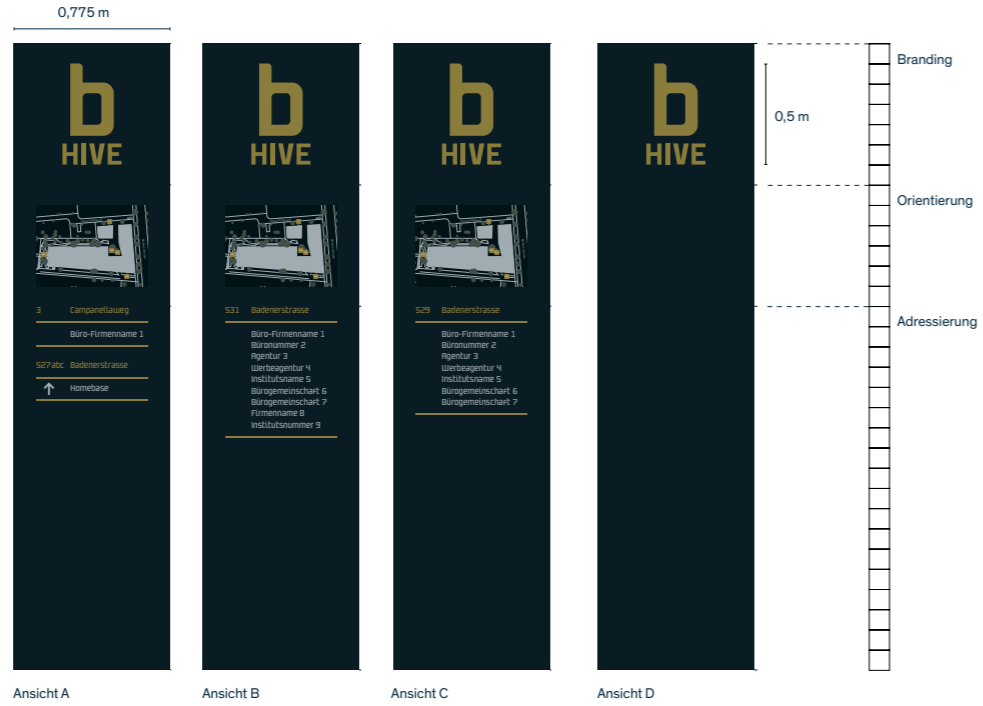 0,775 m
b
HIVE
3 Campanellaweg
Büro-Firmenname 1
527abc Badenerstrasse
Homebase
Ansicht A
b
HIVE
531 Badenerstrasse
Büro-Firmenname 1
Büronummer 2
Agentur 3
Werbeagentur 4
Institutsname 5
Bürogemeinschaft 6
Bürogemeinschaft 7
Firmenname 8
Institutsnummer 9
Ansicht B
b
HIVE
529 Badenerstrasse
Büro-Firmenname 1
Büronummer 2
Agentur 3
Werbeagentur 4
Institutsname 5
Bürogemeinschaft 6
Bürogemeinschaft 7
Ansicht C
b
HIVE
Ansicht D
0,5 m
Branding
Orientierung
Adressierung